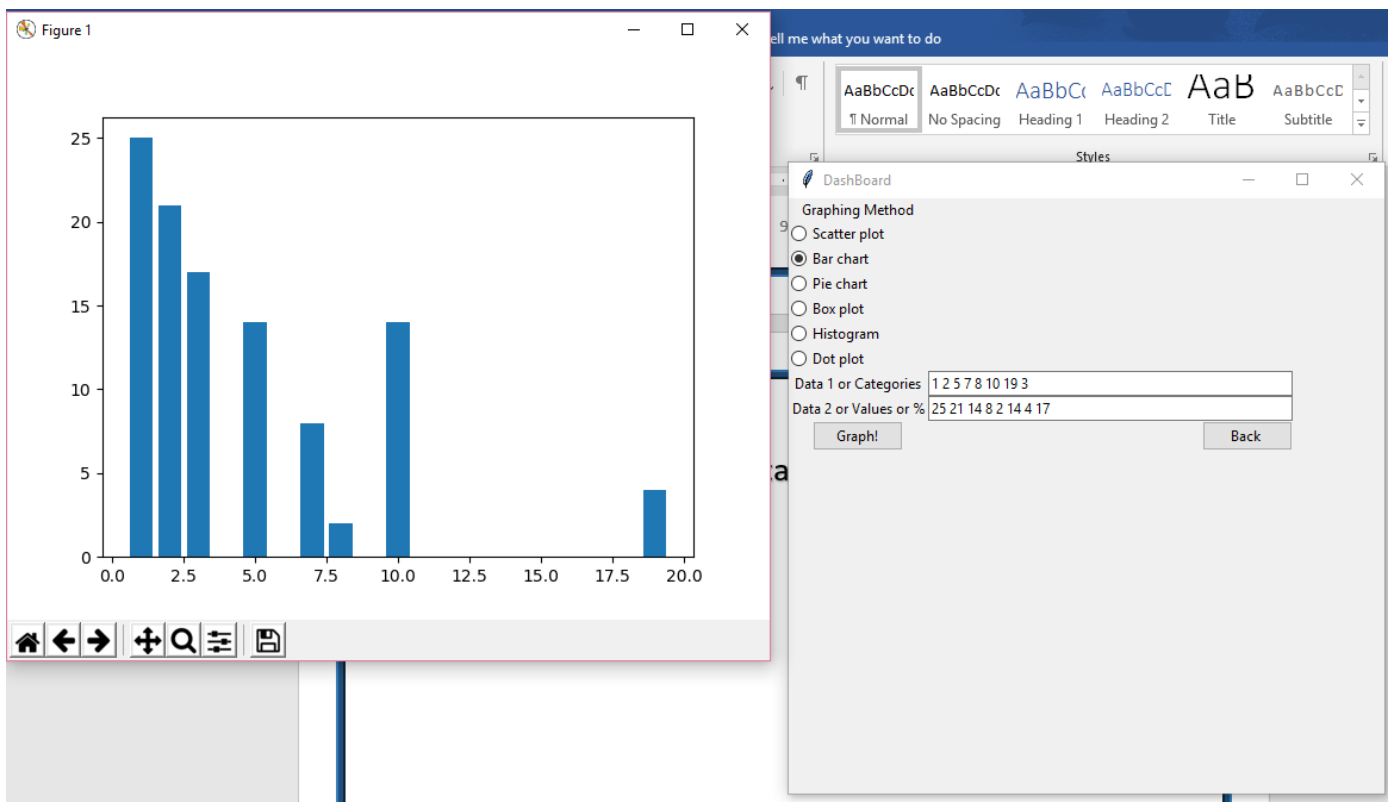 Figure 1
ell me what you want to do
¶
AaBbCcDc AaBbCcDc AaBbC( AaBbCcE AaB AaBbCcD
¶ Normal No Spacing Heading 1 Heading 2 Title Subtitle
Styles
25
20
15
10
5
0
0.0 2.5 5.0 7.5 10.0 12.5 15.0 17.5 20.0
DashBoard
Graphing Method
9
Scatter plot
Bar chart
Pie chart
Box plot
Histogram
Dot plot
Data 1 or Categories 1 2 5 7 8 10 19 3
Data 2 or Values or % 25 21 14 8 2 14 4 17
Graph! Back
a